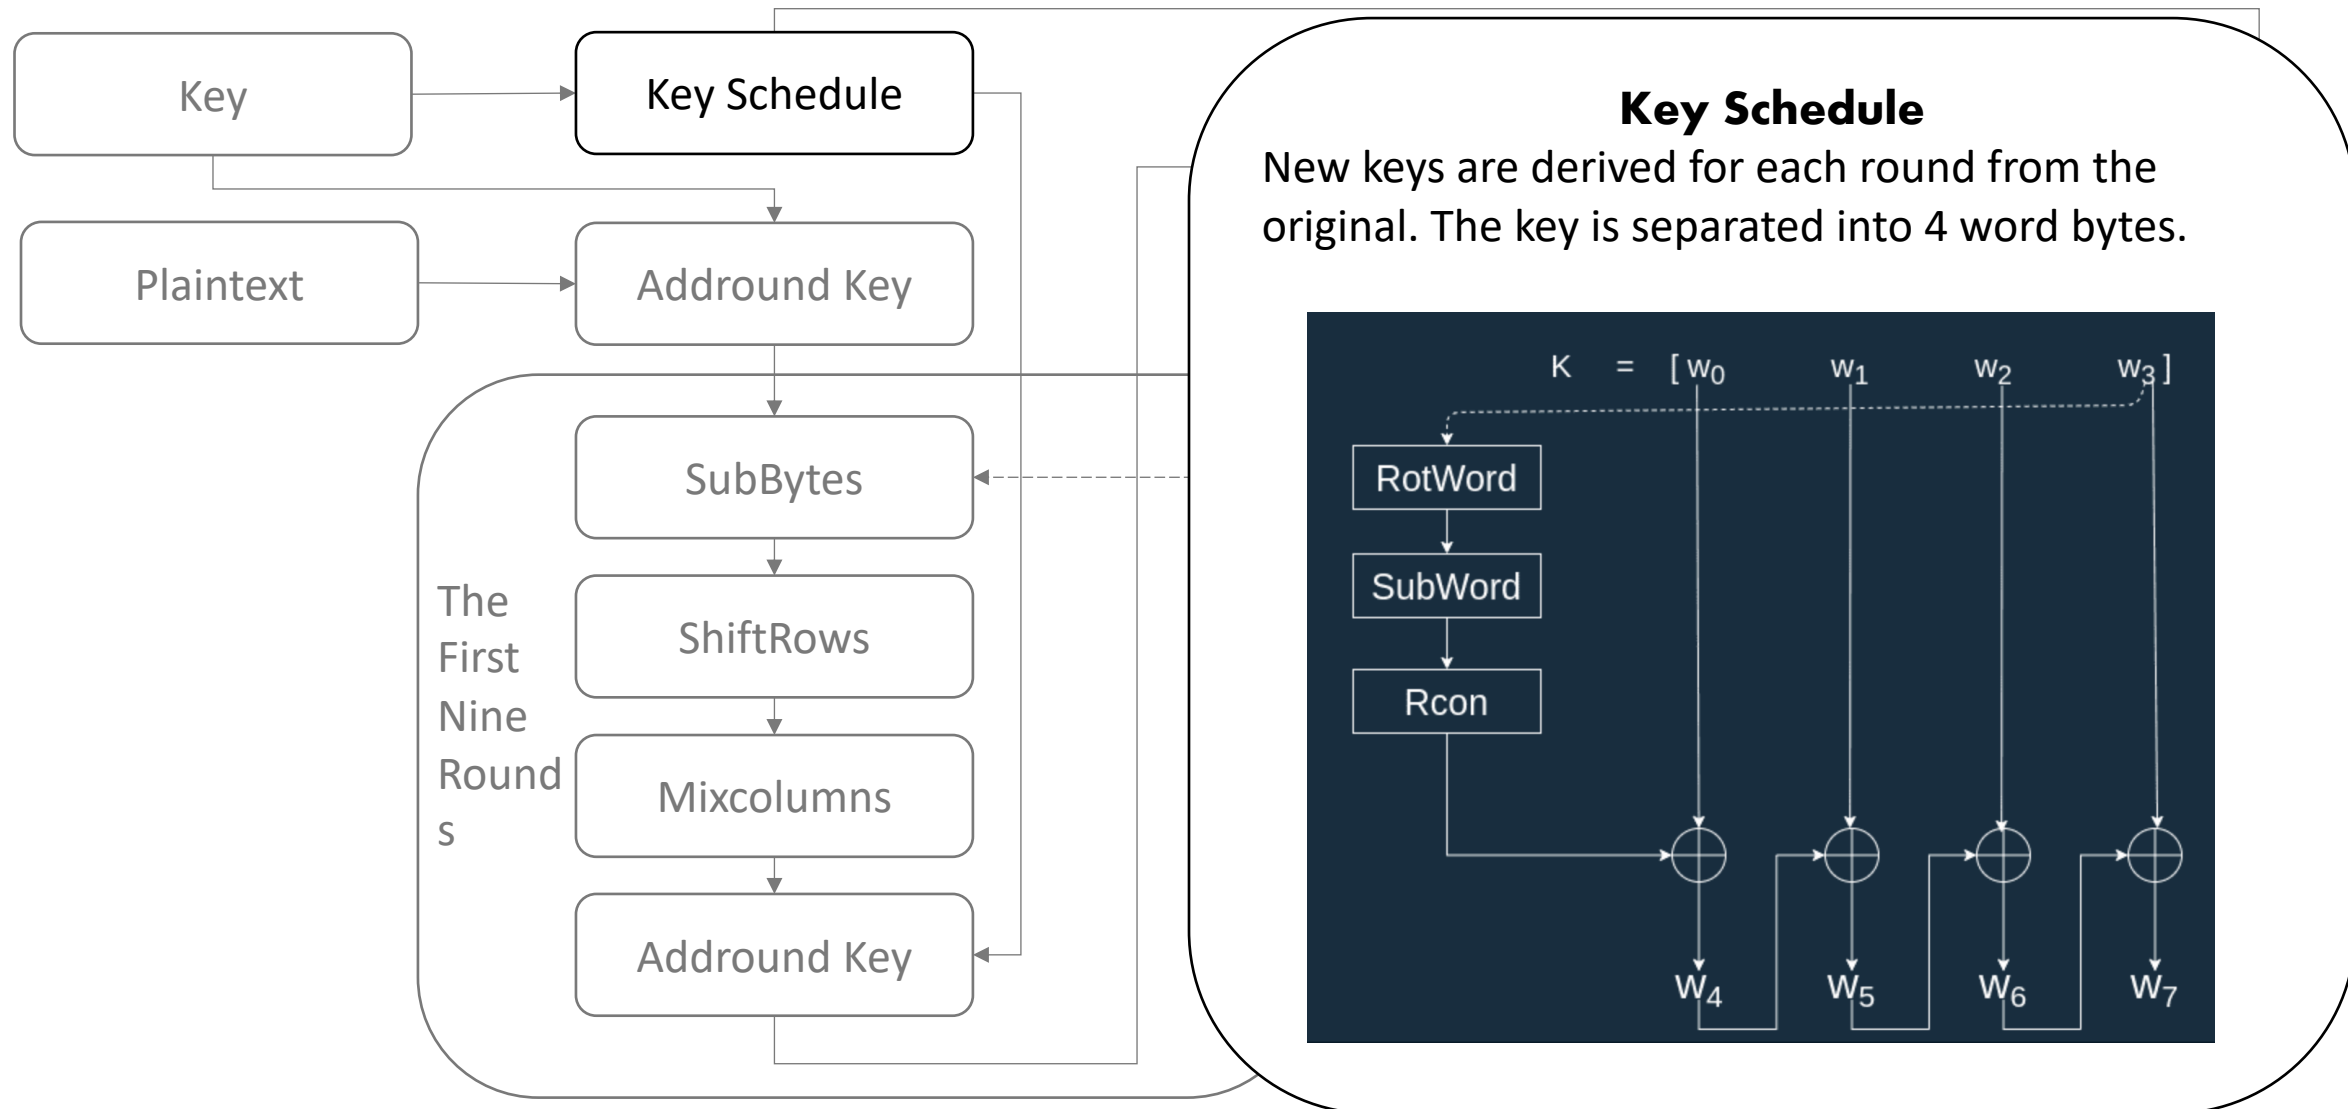 Key
Key Schedule
Plaintext
Addround Key
The
First
Nine
Round
s
SubBytes
ShiftRows
Mixcolumns
Addround Key
Key Schedule
New keys are derived for each round from the
original. The key is separated into 4 word bytes.
K = [ w0 w1 w2 w3 ]
RotWord
SubWord
Rcon
W4 W5 W6 W7